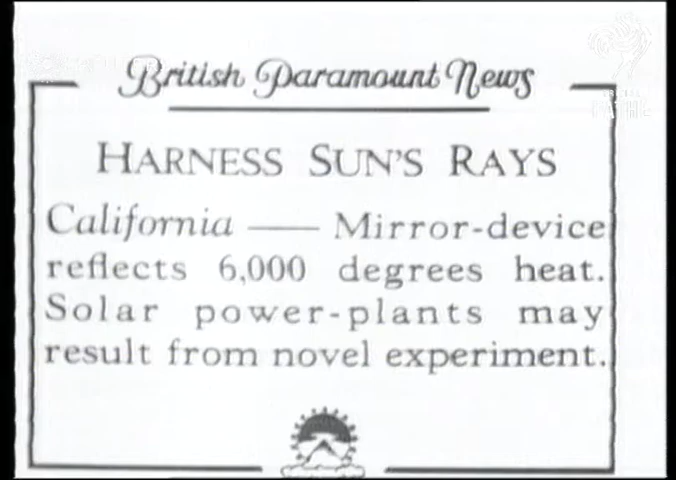 British Paramount News
HARNESS SUN'S RAYS
California — Mirror-device
reflects 6,000 degrees heat.
Solar power-plants may
result from novel experiment.